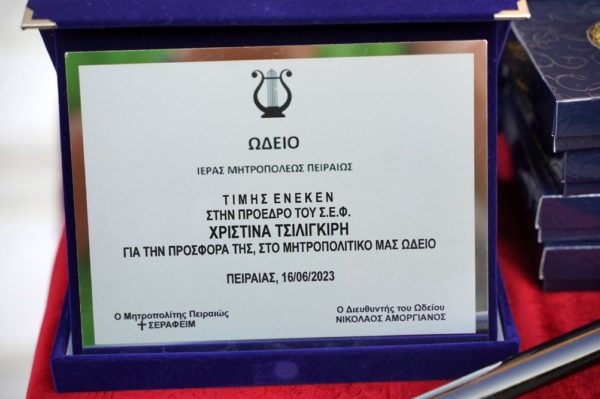 ΩΔΕΙΟ
ΙΕΡΑΣ ΜΗΤΡΟΠΟΛΕΩΣ ΠΕΙΡΑΙΩΣ
ΤΙΜΗΣ ΕΝΕΚΕΝ
ΣΤΗΝ ΠΡΟΕΔΡΟ ΤΟΥ Σ.Ε.Φ.
ΧΡΙΣΤΙΝΑ ΤΣΙΛΙΓΚΙΡΗ
ΓΙΑ ΤΗΝ ΠΡΟΣΦΟΡΑ ΤΗΣ, ΣΤΟ ΜΗΤΡΟΠΟΛΙΤΙΚΟ ΜΑΣ ΩΔΕΙΟ
ΠΕΙΡΑΙΑΣ, 16/06/2023
Ο Μητροπολίτης Πειραιώς
✝ ΣΕΡΑΦΕΙΜ
Ο Διευθυντής του Ωδείου
ΝΙΚΟΛΑΟΣ ΑΜΟΡΓΙΑΝΟΣ